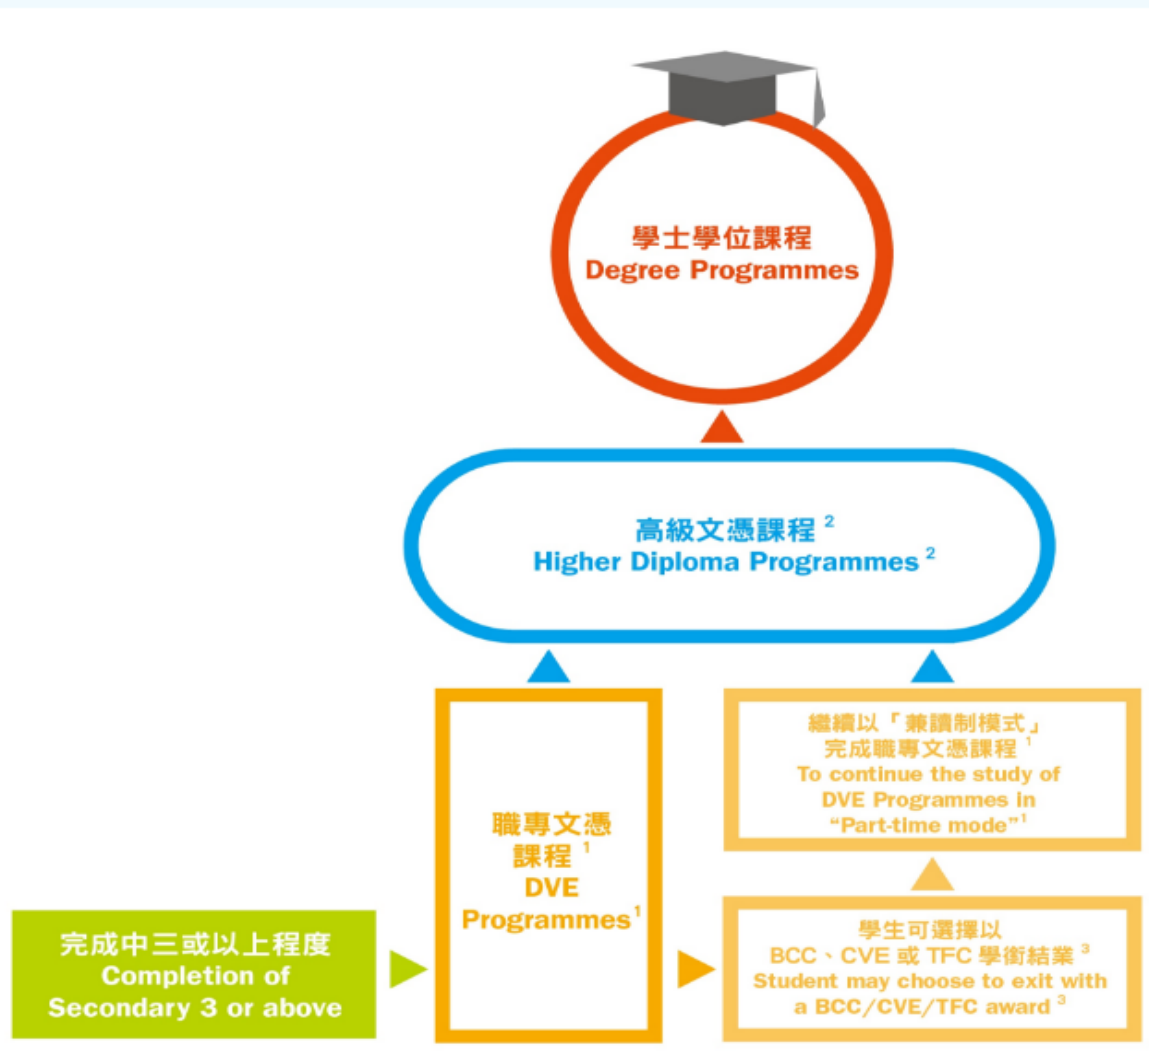 學士學位課程
Degree Programmes
高級文憑課程 2
Higher Diploma Programmes 2
繼續以「兼讀制模式」
完成職專文憑課程 1
To continue the study of
DVE Programmes in
“Part-time mode”1
職專文憑
課程 1
DVE
Programmes1
完成中三或以上程度
Completion of
Secondary 3 or above
學生可選擇以
BCC、CVE 或 TFC 學銜結業 3
Student may choose to exit with
a BCC/CVE/TFC award 3